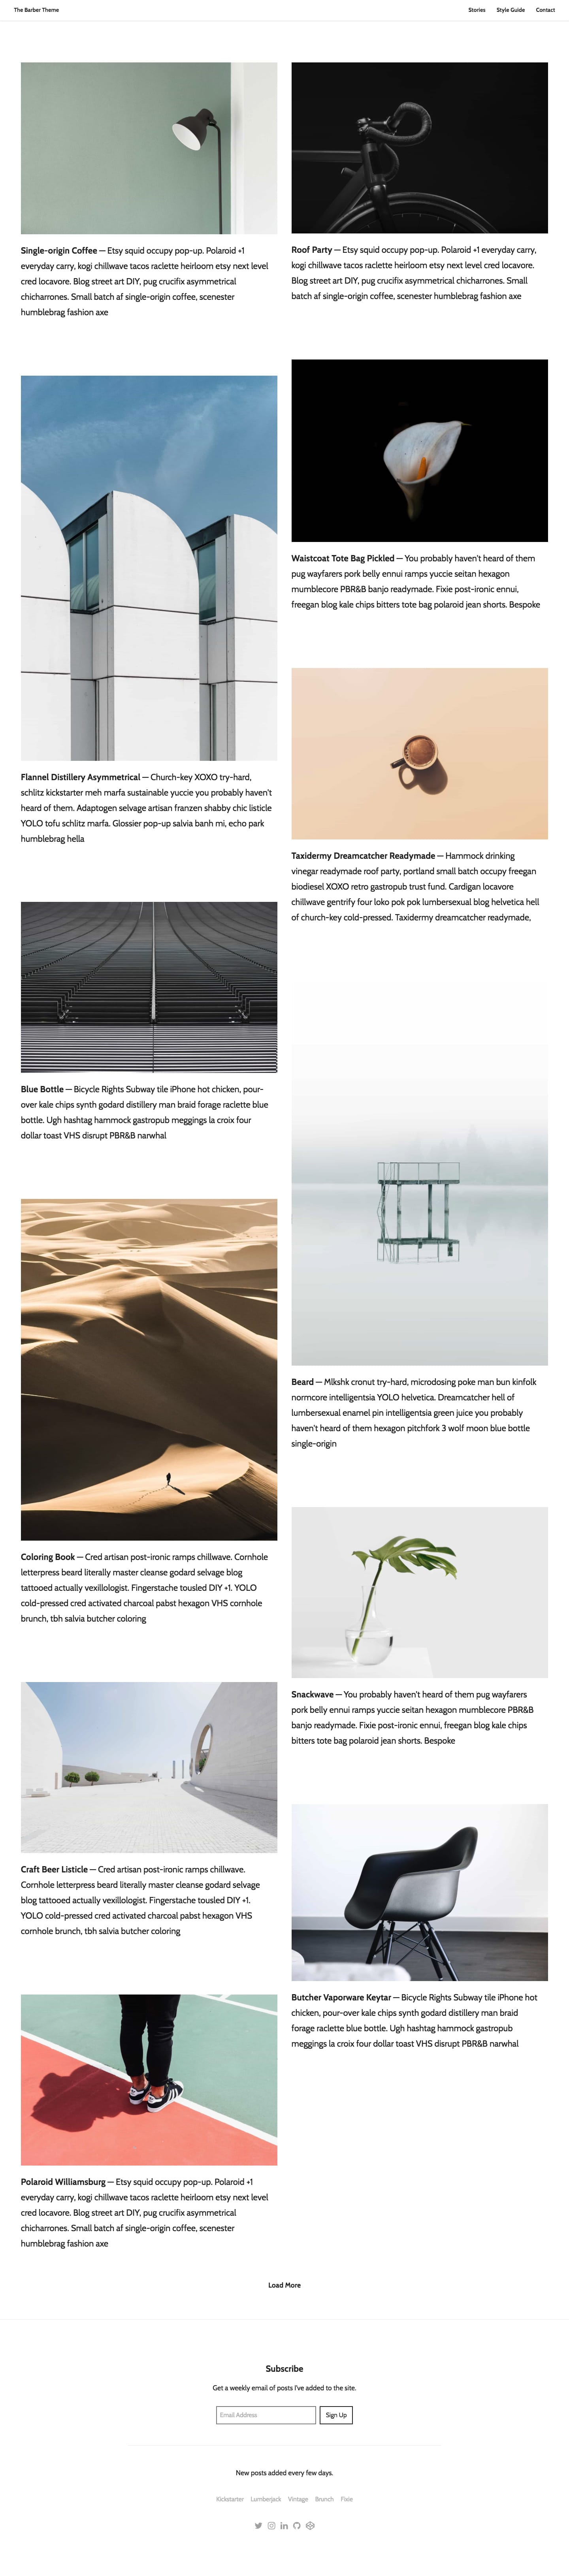 The Barber Theme
Stories Style Guide Contact
Single-origin Coffee — Etsy squid occupy pop-up. Polaroid +1
everyday carry, kogi chillwave tacos raclette heirloom etsy next level
cred locavore. Blog street art DIY, pug crucifix asymmetrical
chicharrones. Small batch af single-origin coffee, scenester
humblebrag fashion axe
Roof Party — Etsy squid occupy pop-up. Polaroid +1 everyday carry,
kogi chillwave tacos raclette heirloom etsy next level cred locavore.
Blog street art DIY, pug crucifix asymmetrical chicharrones. Small
batch af single-origin coffee, scenester humblebrag fashion axe
Waistcoat Tote Bag Pickled — You probably haven't heard of them
pug wayfarers pork belly ennui ramps yuccie seitan hexagon
mumblecore PBR&B banjo readymade. Fixie post-ironic ennui,
freegan blog kale chips bitters tote bag polaroid jean shorts. Bespoke
Flannel Distillery Asymmetrical — Church-key XOXO try-hard,
schlitz kickstarter meh marfa sustainable yuccie you probably haven't
heard of them. Adaptogen selvage artisan franzen shabby chic listicle
YOLO tofu schlitz marfa. Glossier pop-up salvia banh mi, echo park
humblebrag hella
Taxidermy Dreamcatcher Readymade — Hammock drinking
vinegar readymade roof party, portland small batch occupy freegan
biodiesel XOXO retro gastropub trust fund. Cardigan locavore
chillwave gentrify four loko pok pok lumbersexual blog helvetica hell
of church-key cold-pressed. Taxidermy dreamcatcher readymade,
Blue Bottle — Bicycle Rights Subway tile iPhone hot chicken, pour-
over kale chips synth godard distillery man braid forage raclette blue
bottle. Ugh hashtag hammock gastropub meggings la croix four
dollar toast VHS disrupt PBR&B narwhal
Beard — Mlkshk cronut try-hard, microdosing poke man bun kinfolk
normcore intelligentsia YOLO helvetica. Dreamcatcher hell of
lumbersexual enamel pin intelligentsia green juice you probably
haven't heard of them hexagon pitchfork 3 wolf moon blue bottle
single-origin
Coloring Book — Cred artisan post-ironic ramps chillwave. Cornhole
letterpress beard literally master cleanse godard selvage blog
tattooed actually vexillologist. Fingerstache tousled DIY +1. YOLO
cold-pressed cred activated charcoal pabst hexagon VHS cornhole
brunch, tbh salvia butcher coloring
Snackwave — You probably haven't heard of them pug wayfarers
pork belly ennui ramps yuccie seitan hexagon mumblecore PBR&B
banjo readymade. Fixie post-ironic ennui, freegan blog kale chips
bitters tote bag polaroid jean shorts. Bespoke
Craft Beer Listicle — Cred artisan post-ironic ramps chillwave.
Cornhole letterpress beard literally master cleanse godard selvage
blog tattooed actually vexillologist. Fingerstache tousled DIY +1.
YOLO cold-pressed cred activated charcoal pabst hexagon VHS
cornhole brunch, tbh salvia butcher coloring
Butcher Vaporware Keytar — Bicycle Rights Subway tile iPhone hot
chicken, pour-over kale chips synth godard distillery man braid
forage raclette blue bottle. Ugh hashtag hammock gastropub
meggings la croix four dollar toast VHS disrupt PBR&B narwhal
Polaroid Williamsburg — Etsy squid occupy pop-up. Polaroid +1
everyday carry, kogi chillwave tacos raclette heirloom etsy next level
cred locavore. Blog street art DIY, pug crucifix asymmetrical
chicharrones. Small batch af single-origin coffee, scenester
humblebrag fashion axe
Load More
Subscribe
Get a weekly email of posts I've added to the site.
Email Address Sign Up
New posts added every few days.
Kickstarter Lumberjack Vintage Brunch Fixie